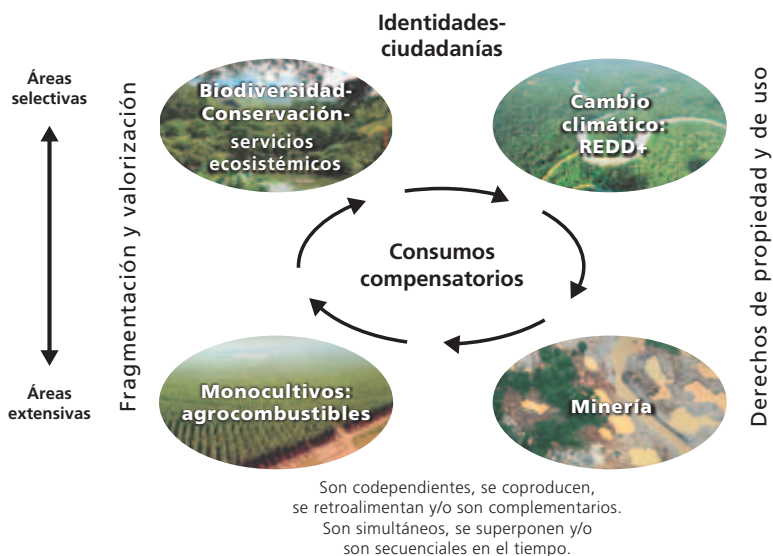 Identidades-
ciudadanías
Áreas
selectivas
Áreas
extensivas
Fragmentación y valorización
Biodiversidad-
Conservación-
servicios
ecosistémicos
Cambio
climático:
REDD+
Consumos
compensatorios
Monocultivos:
agrocombustibles
Minería
Derechos de propiedad y de uso
Son codependientes, se coproducen,
se retroalimentan y/o son complementarios.
Son simultáneos, se superponen y/o
son secuenciales en el tiempo.